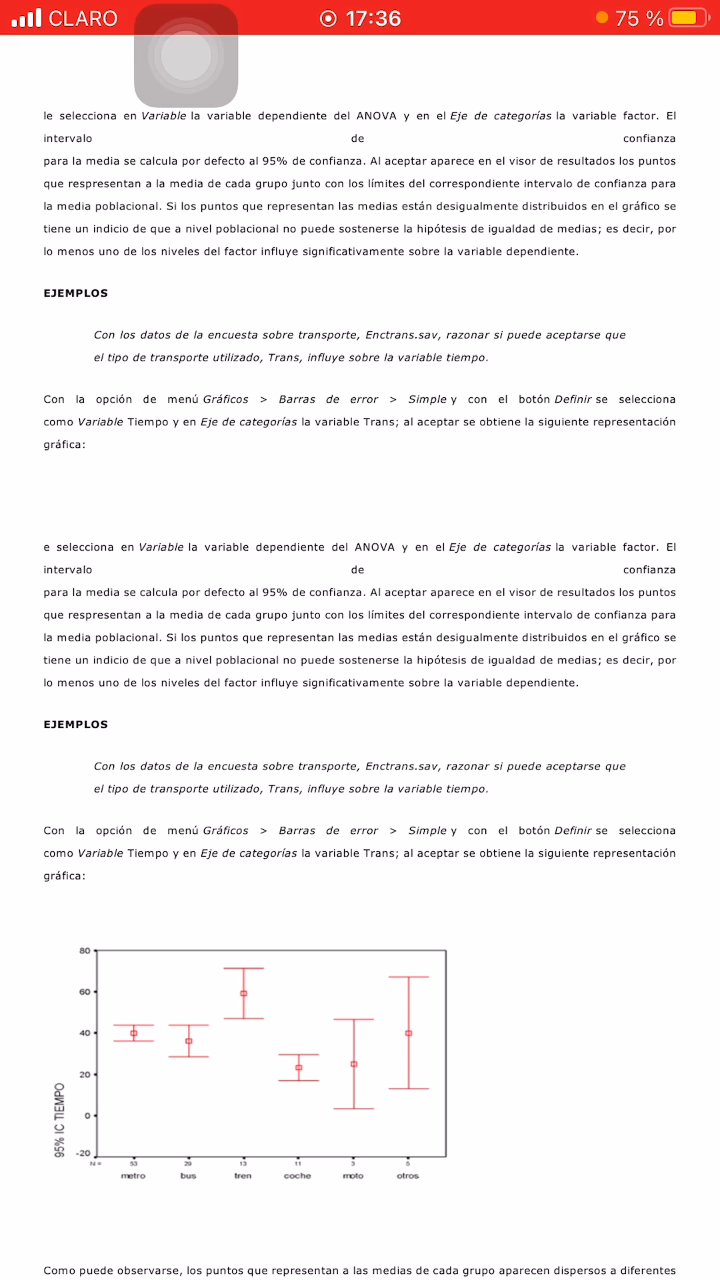 CLARO 17:36 75 %
le selecciona en Variable la variable dependiente del ANOVA y en el Eje de categorías la variable factor. El
intervalo de confianza
para la media se calcula por defecto al 95% de confianza. Al aceptar aparece en el visor de resultados los puntos
que respresentan a la media de cada grupo junto con los límites del correspondiente intervalo de confianza para
la media poblacional. Si los puntos que representan las medias están desigualmente distribuidos en el gráfico se
tiene un indicio de que a nivel poblacional no puede sostenerse la hipótesis de igualdad de medias; es decir, por
lo menos uno de los niveles del factor influye significativamente sobre la variable dependiente.
EJEMPLOS
Con los datos de la encuesta sobre transporte, Enctrans.sav, razonar si puede aceptarse que
el tipo de transporte utilizado, Trans, influye sobre la variable tiempo.
Con la opción de menú Gráficos > Barras de error > Simple y con el botón Definir se selecciona
como Variable Tiempo y en Eje de categorías la variable Trans; al aceptar se obtiene la siguiente representación
gráfica:
e selecciona en Variable la variable dependiente del ANOVA y en el Eje de categorías la variable factor. El
intervalo de confianza
para la media se calcula por defecto al 95% de confianza. Al aceptar aparece en el visor de resultados los puntos
que respresentan a la media de cada grupo junto con los límites del correspondiente intervalo de confianza para
la media poblacional. Si los puntos que representan las medias están desigualmente distribuidos en el gráfico se
tiene un indicio de que a nivel poblacional no puede sostenerse la hipótesis de igualdad de medias; es decir, por
lo menos uno de los niveles del factor influye significativamente sobre la variable dependiente.
EJEMPLOS
Con los datos de la encuesta sobre transporte, Enctrans.sav, razonar si puede aceptarse que
el tipo de transporte utilizado, Trans, influye sobre la variable tiempo.
Con la opción de menú Gráficos > Barras de error > Simple y con el botón Definir se selecciona
como Variable Tiempo y en Eje de categorías la variable Trans; al aceptar se obtiene la siguiente representación
gráfica:
80
60
40
20
0
-20
95% IC TIEMPO
N = 53 29 13 11 3 5
metro bus tren coche moto otros
Como puede observarse, los puntos que representan a las medias de cada grupo aparecen dispersos a diferentes